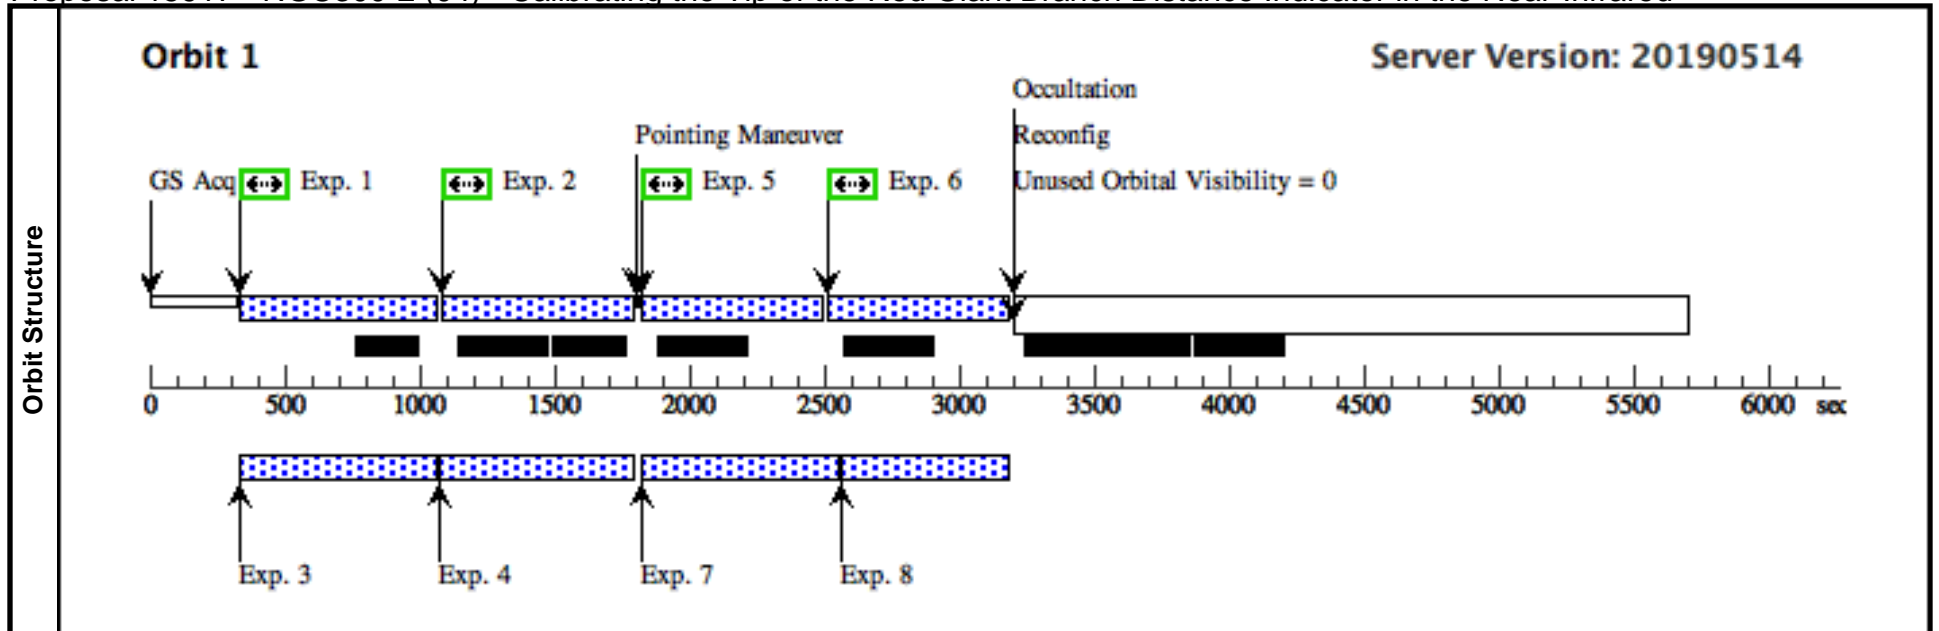 Orbit 1
Server Version: 20190514
Occultation
Pointing Maneuver
Reconfig
GS Acq
Exp. 1
Exp. 2
Exp. 5
Exp. 6
Unused Orbital Visibility = 0
Orbit Structure
0 500 1000 1500 2000 2500 3000 3500 4000 4500 5000 5500 6000 sec
Exp. 3
Exp. 4
Exp. 7
Exp. 8